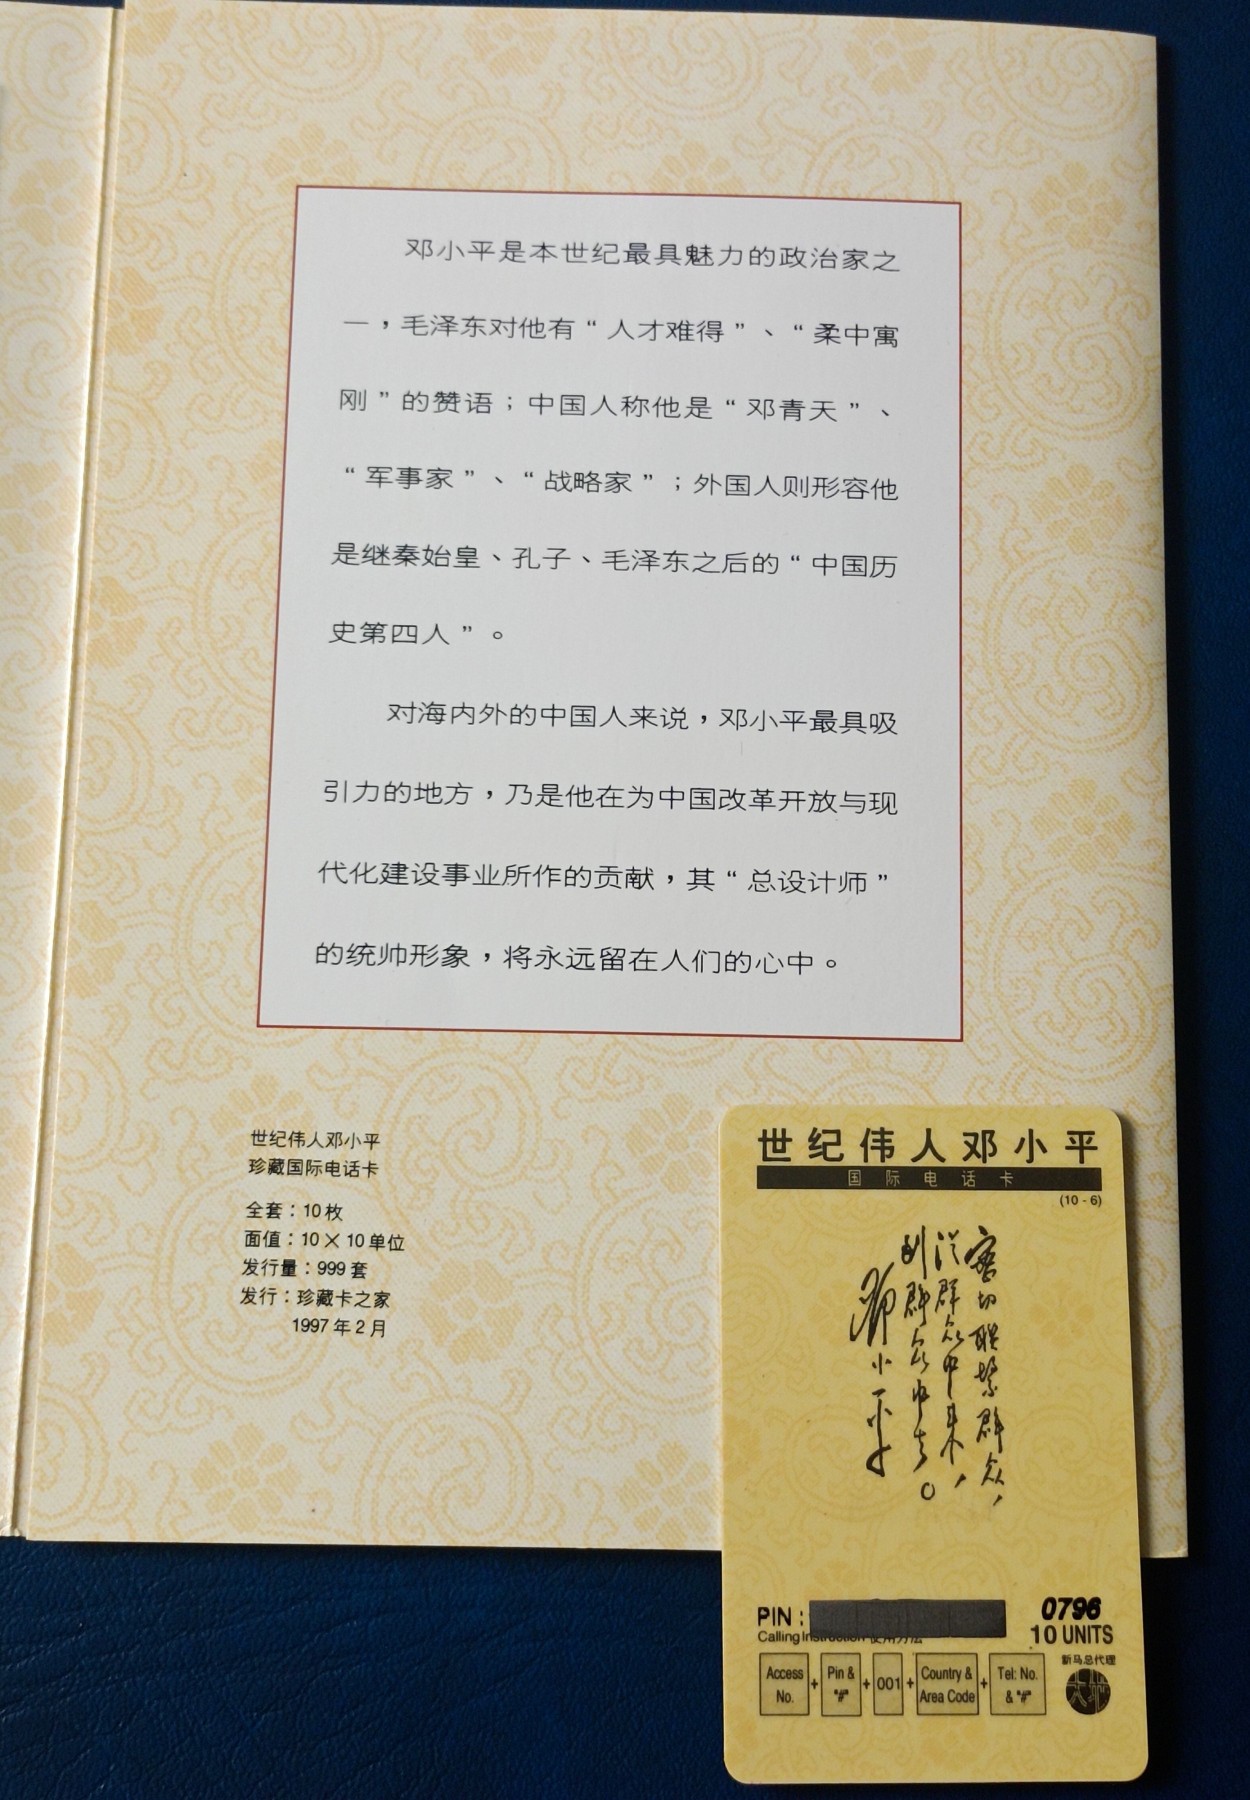 邓小平是本世纪最具魅力的政治家之
一，毛泽东对他有“人才难得”、“柔中寓
刚”的赞语；中国人称他是“邓青天”、
“军事家”、“战略家”；外国人则形容他
是继秦始皇、孔子、毛泽东之后的“中国历
史第四人”。
对海内外的中国人来说，邓小平最具吸
引力的地方，乃是他在为中国改革开放与现
代化建设事业所作的贡献，其“总设计师”
的统帅形象，将永远留在人们的心中。
世纪伟人邓小平
珍藏国际电话卡
全套：10枚
面值：10×10单位
发行量：999套
发行：珍藏卡之家
1997年2月
世纪伟人邓小平
国际电话卡
(10-6)
密切联系群众，
从群众中来，
到群众中去。
邓小平
PIN：
0796
Calling Instruction 使用方法
10 UNITS
新马总代理
Access No. + Pin & "#" + 001 + Country & Area Code + Tel: No. & "#"